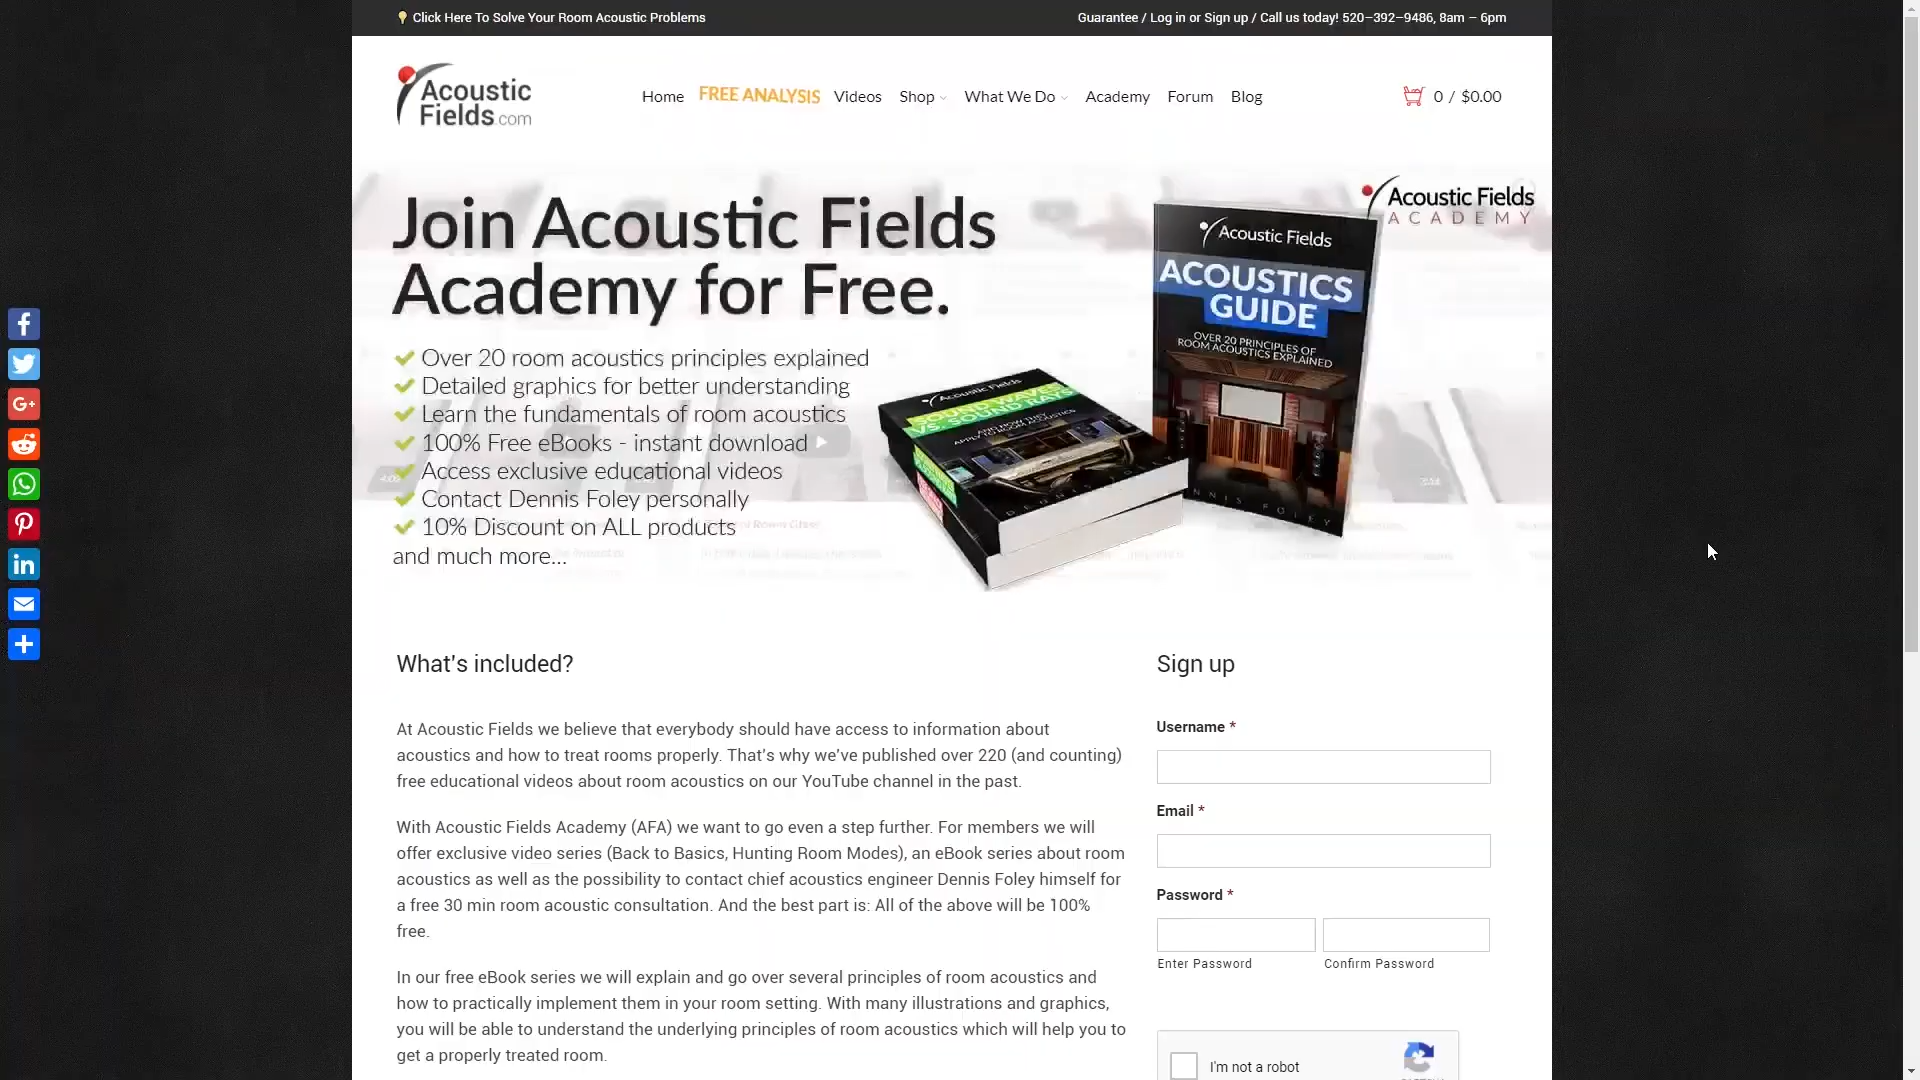 Click Here To Solve Your Room Acoustic Problems
Guarantee / Log in or Sign up / Call us today! 520–392–9486, 8am – 6pm
Acoustic
Fields.com
Home FREE ANALYSIS Videos Shop What We Do Academy Forum Blog
0 / $0.00
Join Acoustic Fields
Academy for Free.
Over 20 room acoustics principles explained
Detailed graphics for better understanding
Learn the fundamentals of room acoustics
100% Free eBooks - instant download
Access exclusive educational videos
Contact Dennis Foley personally
10% Discount on ALL products
and much more...
Acoustic Fields
ACADEMY
Acoustic Fields
ACOUSTICS
GUIDE
OVER 20 PRINCIPLES OF
ROOM ACOUSTICS EXPLAINED
Acoustic Fields
SOUND WAVES
VS. SOUND RAYS
What's included?
At Acoustic Fields we believe that everybody should have access to information about
acoustics and how to treat rooms properly. That's why we've published over 220 (and counting)
free educational videos about room acoustics on our YouTube channel in the past.
With Acoustic Fields Academy (AFA) we want to go even a step further. For members we will
offer exclusive video series (Back to Basics, Hunting Room Modes), an eBook series about room
acoustics as well as the possibility to contact chief acoustics engineer Dennis Foley himself for
a free 30 min room acoustic consultation. And the best part is: All of the above will be 100%
free.
In our free eBook series we will explain and go over several principles of room acoustics and
how to practically implement them in your room setting. With many illustrations and graphics,
you will be able to understand the underlying principles of room acoustics which will help you to
get a properly treated room.
Sign up
Username *
Email *
Password *
Enter Password Confirm Password
I'm not a robot